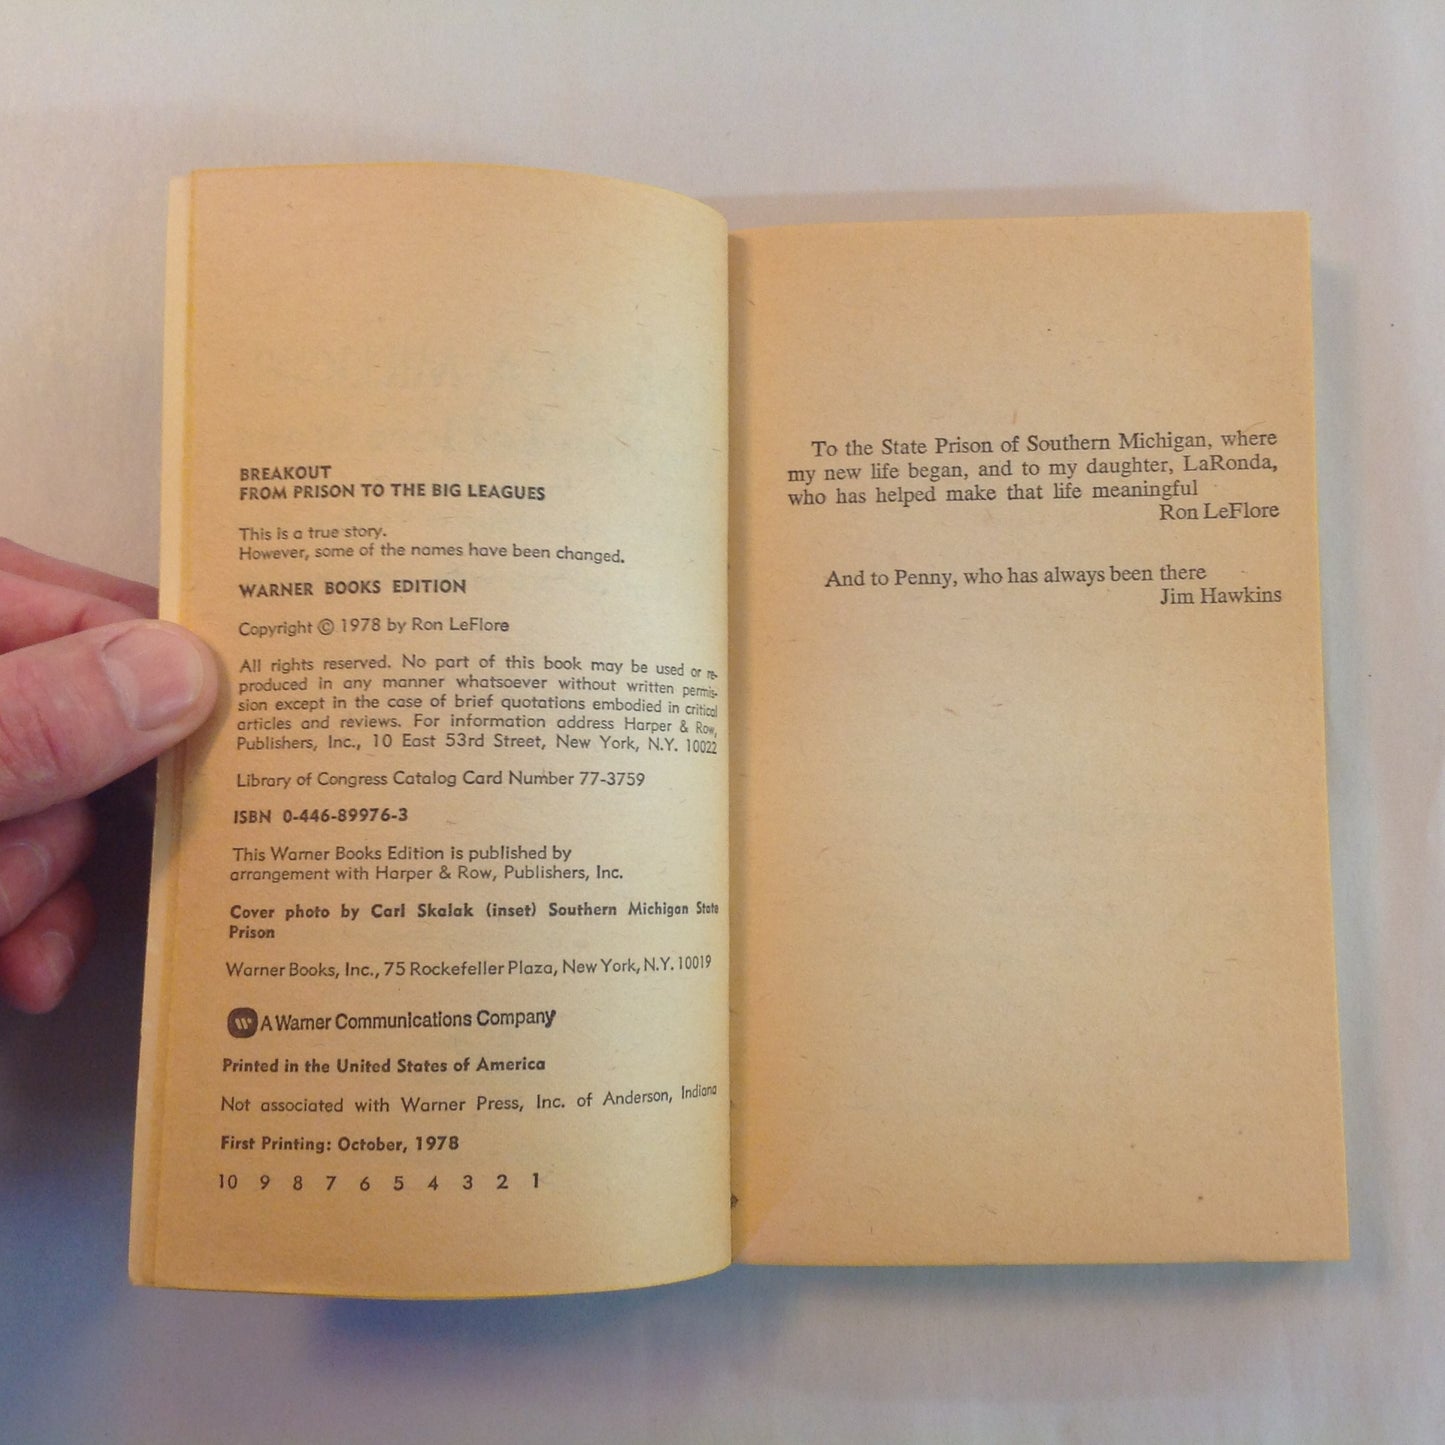 BREAKOUT
FROM PRISON TO THE BIG LEAGUES
This is a true story.
However, some of the names have been changed.
WARNER BOOKS EDITION
Copyright © 1978 by Ron LeFlore
All rights reserved. No part of this book may be used or re-
produced in any manner whatsoever without written permis-
sion except in the case of brief quotations embodied in critical
articles and reviews. For information address Harper & Row,
Publishers, Inc., 10 East 53rd Street, New York, N.Y. 10022
Library of Congress Catalog Card Number 77-3759
ISBN 0-446-89976-3
This Warner Books Edition is published by
arrangement with Harper & Row, Publishers, Inc.
Cover photo by Carl Skalak (inset) Southern Michigan State
Prison
Warner Books, Inc., 75 Rockefeller Plaza, New York, N.Y. 10019
A Warner Communications Company
Printed in the United States of America
Not associated with Warner Press, Inc. of Anderson, Indiana
First Printing: October, 1978
10 9 8 7 6 5 4 3 2 1
To the State Prison of Southern Michigan, where
my new life began, and to my daughter, LaRonda,
who has helped make that life meaningful
Ron LeFlore
And to Penny, who has always been there
Jim Hawkins